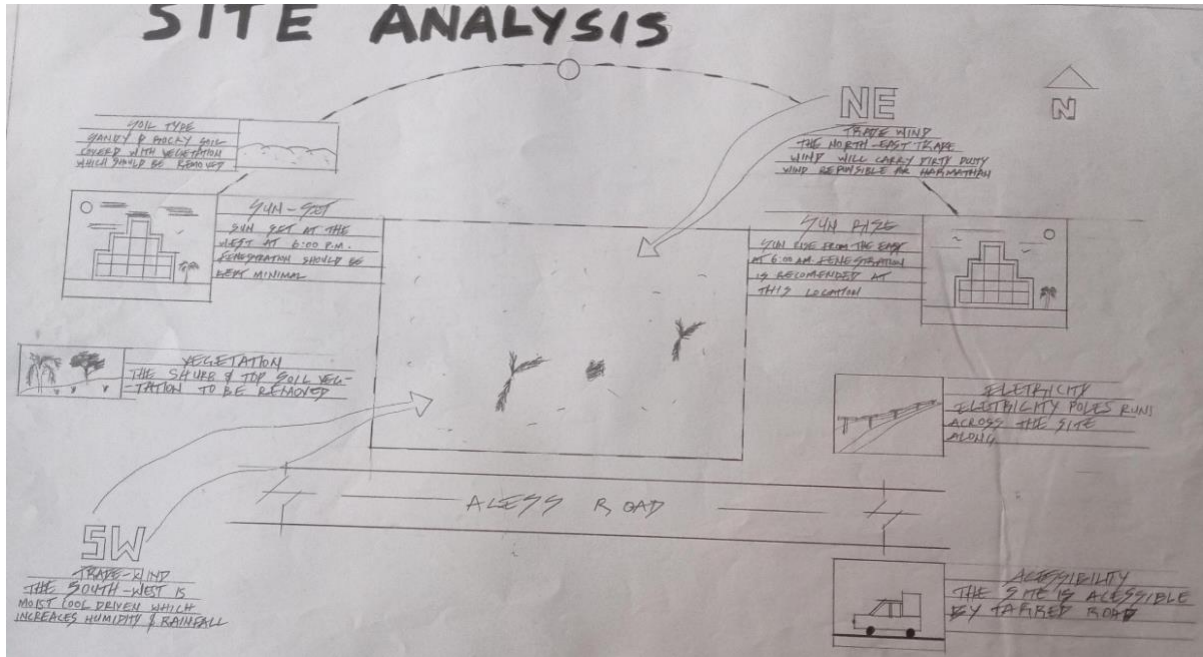 SITE ANALYSIS
SOIL TYPE
SANDY & ROCKY SOIL
COVERD WITH VEGETATION
WHICH SHOULD BE REMOVED
NE
TRADE WIND
THE NORTH-EAST TRADE
WIND WILL CARRY DIRTY DUSTY
WIND REPONSIBLE FOR HARMATHAN
N
SUN-SET
SUN SET AT THE
WEST AT 6:00 P.M.
FENESTRATION SHOULD BE
KEPT MINIMAL
SUN RISE
SUN RISE FROM THE EAST
AT 6:00 AM. FENESTRATION
IS RECOMENDED AT
THIS LOCATION
VEGETATION
THE SHURB & TOP SOIL VEG-
-TATION TO BE REMOVED
ELETRICITY
ELETRICITY POLES RUNS
ACROSS THE SITE
ALONG
ACESS ROAD
SW
TRADE-WIND
THE SOUTH-WEST IS
MOIST COOL DRIVEN WHICH
INCREACES HUMIDITY & RAINFALL
ACESSIBILITY
THE SITE IS ACESSIBLE
BY TARRED ROAD